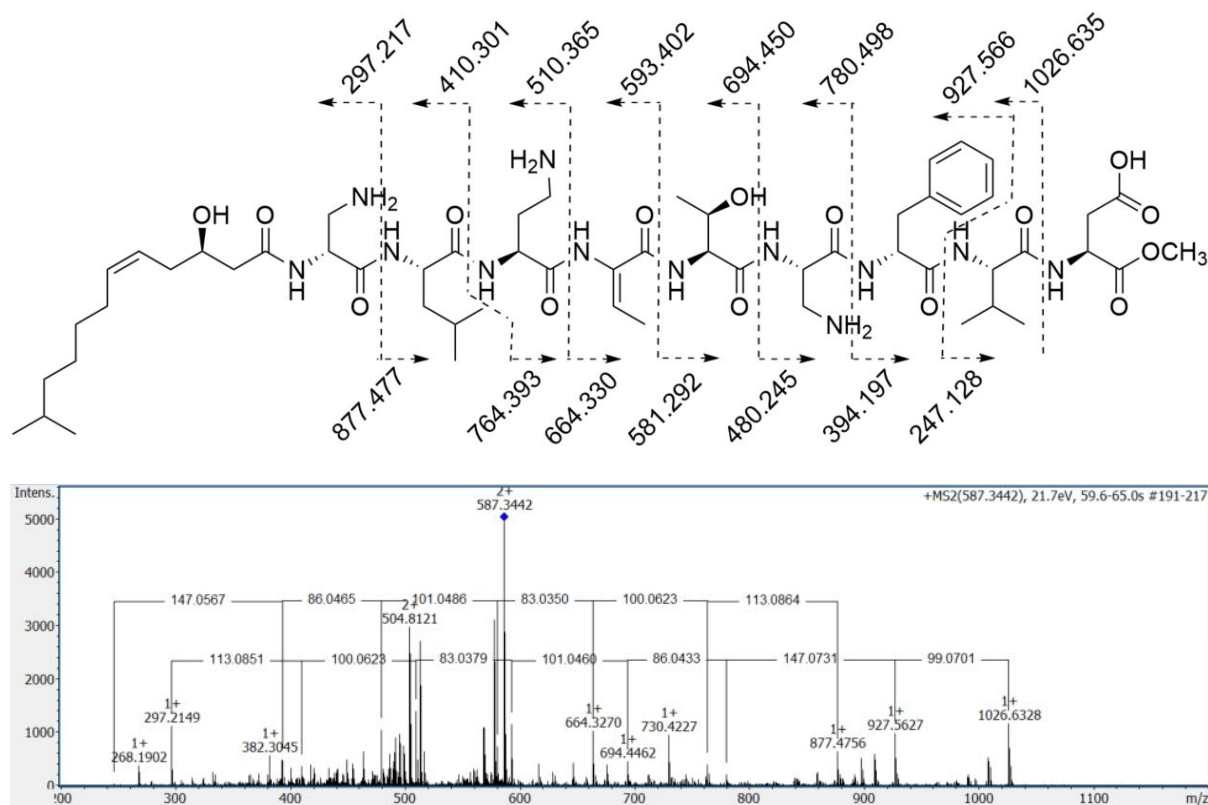 297.217
410.301
510.365
593.402
694.450
780.498
927.566
1026.635
H₂N
OH
NH₂
OH
OH
O
O
H
N
O
O
H
N
O
H
N
O
H
N
O
O
OCH₃
N
H
O
N
H
O
N
H
O
N
H
O
N
H
O
NH₂
877.477
764.393
664.330
581.292
480.245
394.197
247.128
Intens.
2+
587.3442
+MS2(587.3442), 21.7eV, 59.6-65.0s #191-217
5000
4000
147.0567
86.0465
101.0486
83.0350
100.0623
113.0864
3000
2+
504.8121
2000
113.0851
100.0623
83.0379
101.0460
86.0433
147.0731
99.0701
1+
297.2149
1+
1026.6328
1000
1+
268.1902
1+
382.3045
1+
664.3270
1+
694.4462
1+
730.4227
1+
877.4756
1+
927.5627
0
300
400
500
600
700
800
900
1000
1100
m/z